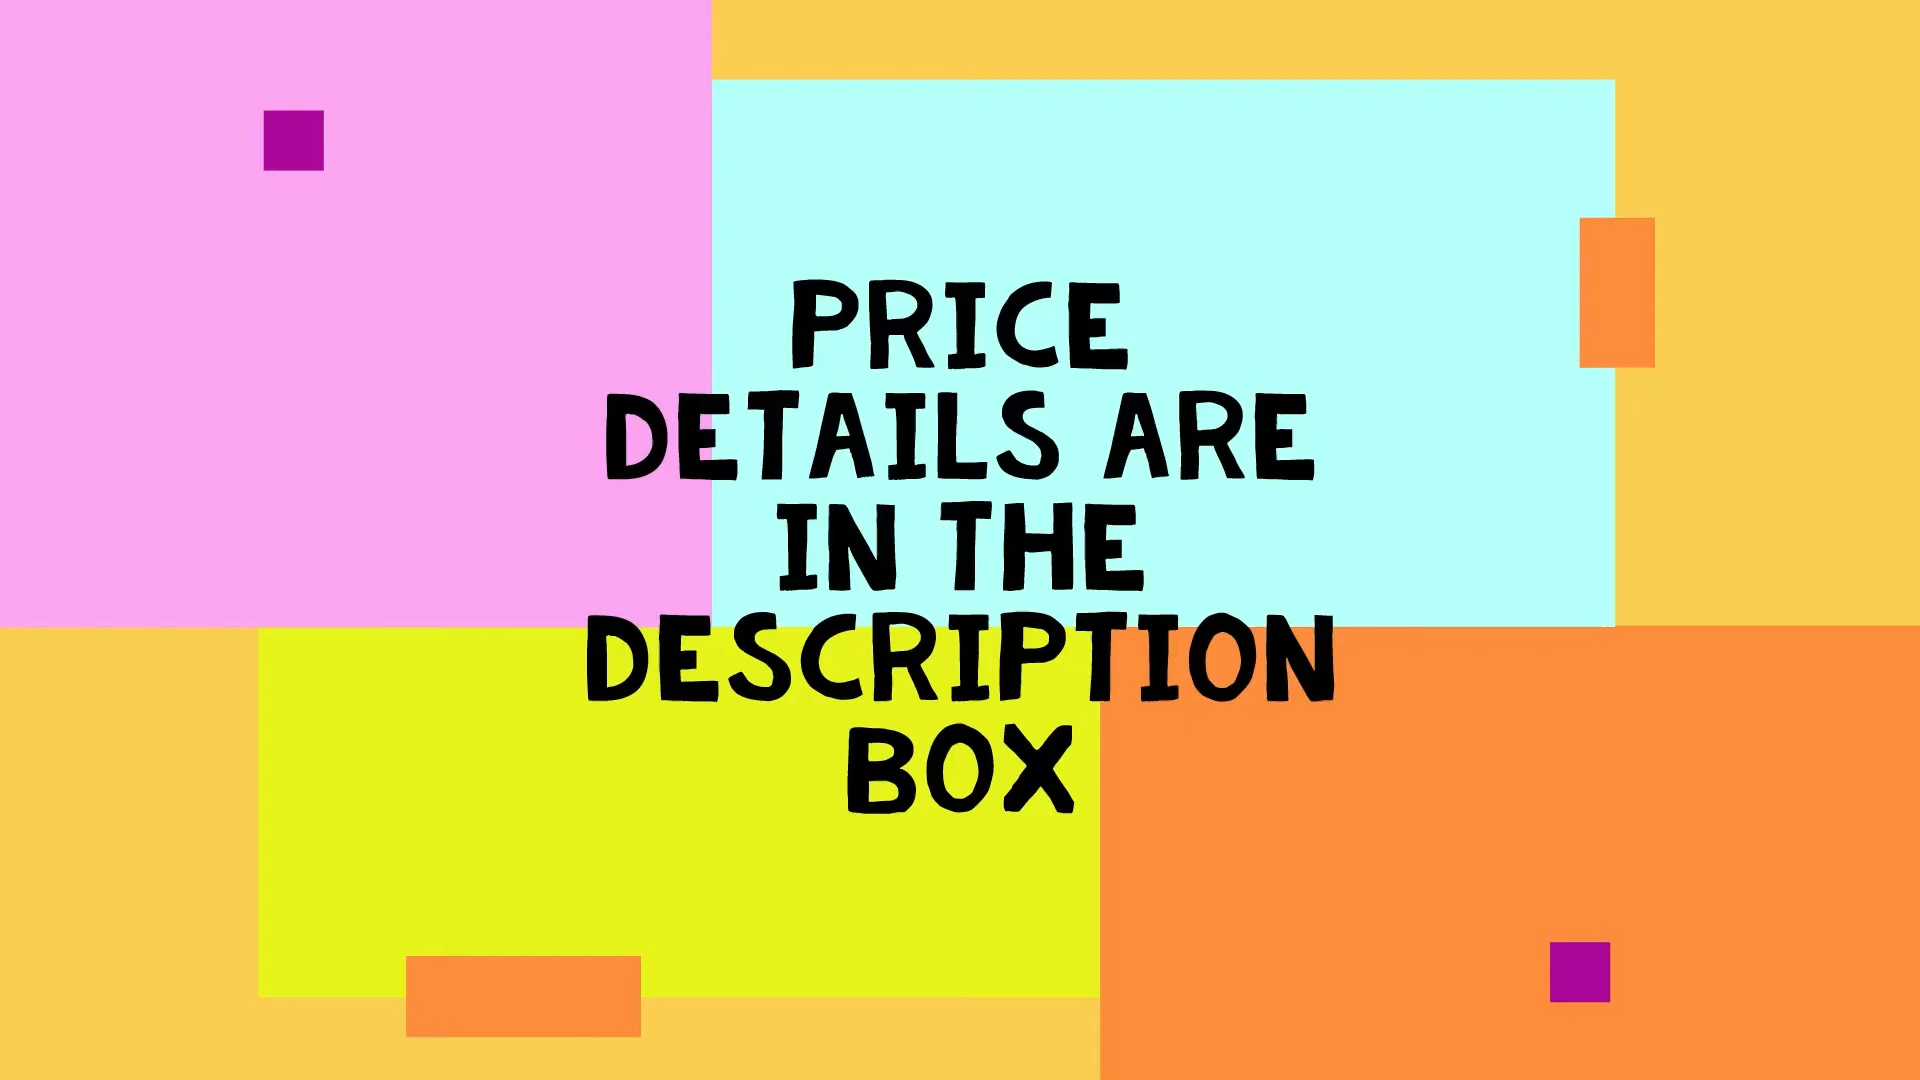 PRICE
DETAILS ARE
IN THE
DESCRIPTION
BOX